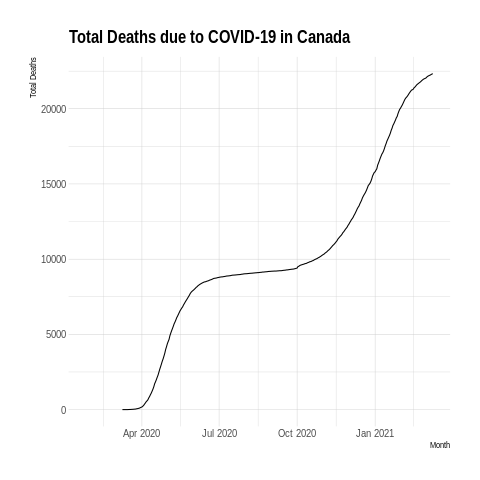 Total Deaths due to COVID-19 in Canada
Total Deaths
20000
15000
10000
5000
0
Apr 2020 Jul 2020 Oct 2020 Jan 2021
Month